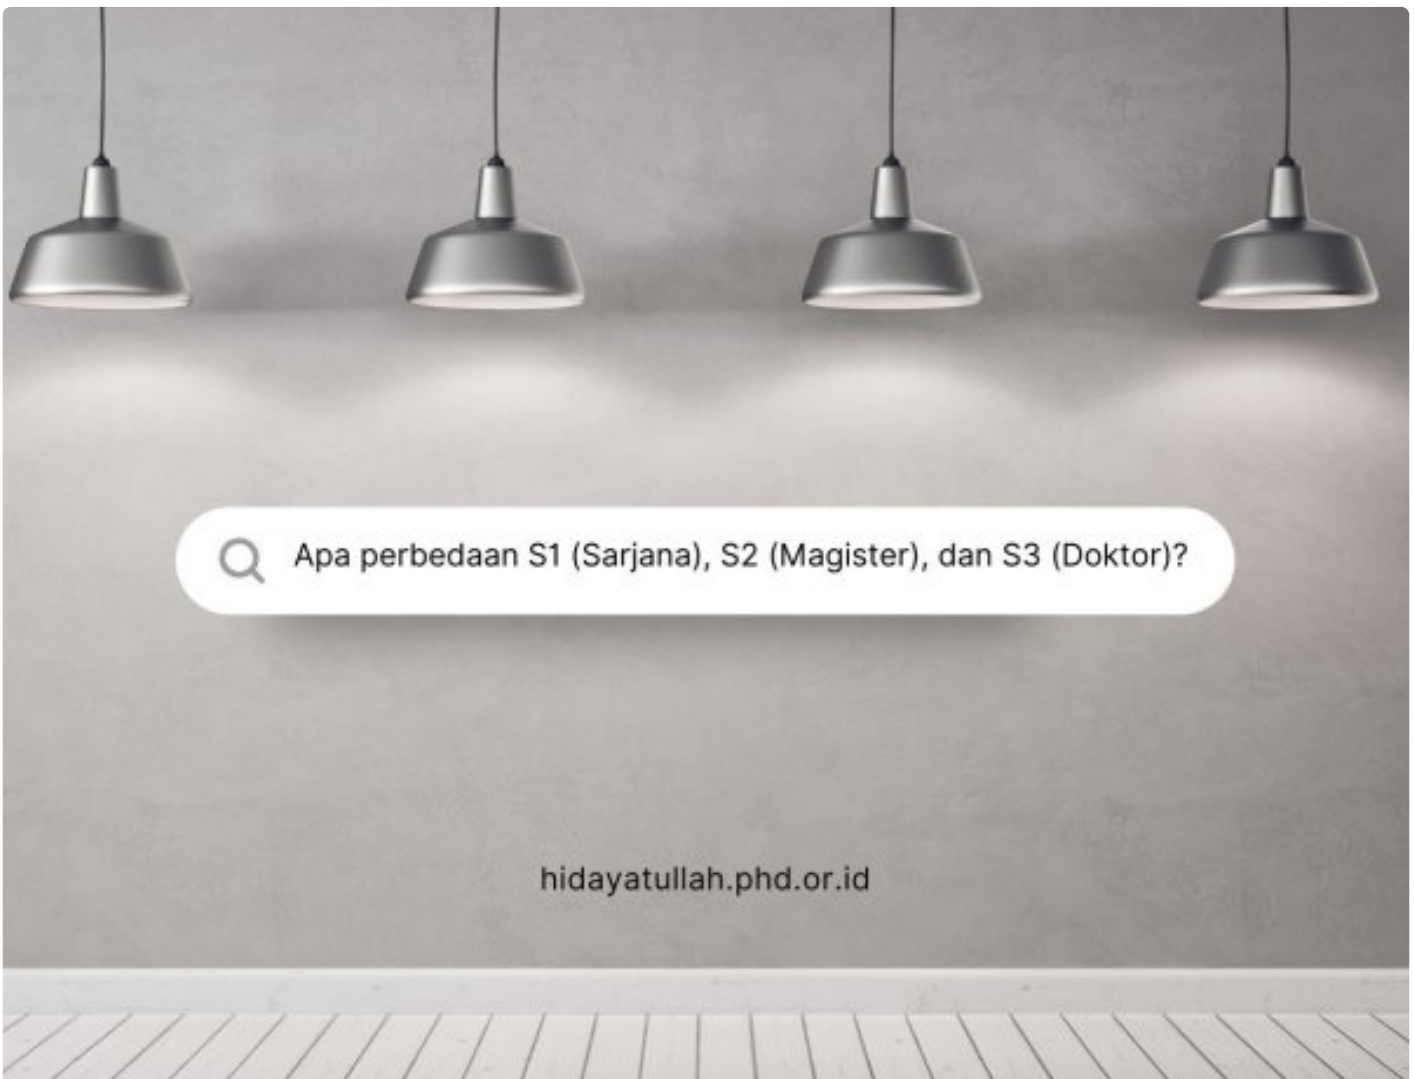 Apa perbedaan S1 (Sarjana), S2 (Magister), dan S3 (Doktor)?
hidayatullah.phd.or.id